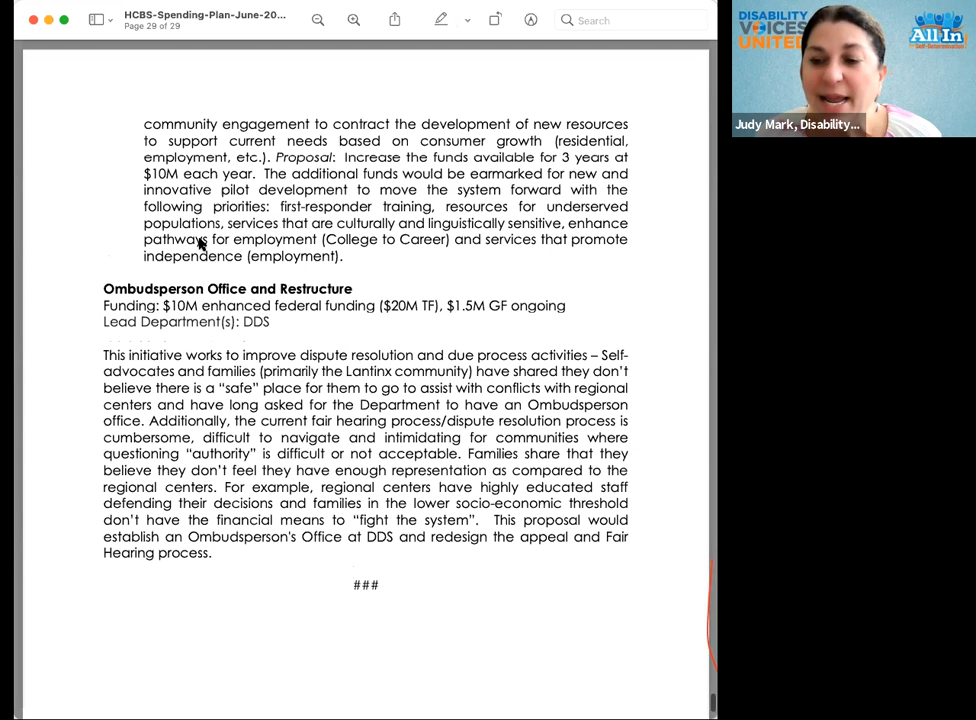 HCBS-Spending-Plan-June-20...
Page 29 of 29
Search
community engagement to contract the development of new resources
to support current needs based on consumer growth (residential,
employment, etc.). Proposal: Increase the funds available for 3 years at
$10M each year. The additional funds would be earmarked for new and
innovative pilot development to move the system forward with the
following priorities: first-responder training, resources for underserved
populations, services that are culturally and linguistically sensitive, enhance
pathways for employment (College to Career) and services that promote
independence (employment).
Ombudsperson Office and Restructure
Funding: $10M enhanced federal funding ($20M TF), $1.5M GF ongoing
Lead Department(s): DDS
This initiative works to improve dispute resolution and due process activities – Self-
advocates and families (primarily the Lantinx community) have shared they don’t
believe there is a “safe” place for them to go to assist with conflicts with regional
centers and have long asked for the Department to have an Ombudsperson
office. Additionally, the current fair hearing process/dispute resolution process is
cumbersome, difficult to navigate and intimidating for communities where
questioning “authority” is difficult or not acceptable. Families share that they
believe they don’t feel they have enough representation as compared to the
regional centers. For example, regional centers have highly educated staff
defending their decisions and families in the lower socio-economic threshold
don’t have the financial means to “fight the system”. This proposal would
establish an Ombudsperson's Office at DDS and redesign the appeal and Fair
Hearing process.
###
DISABILITY
VOICES
UNITED
All In
for Self-Determination
Judy Mark, Disability...